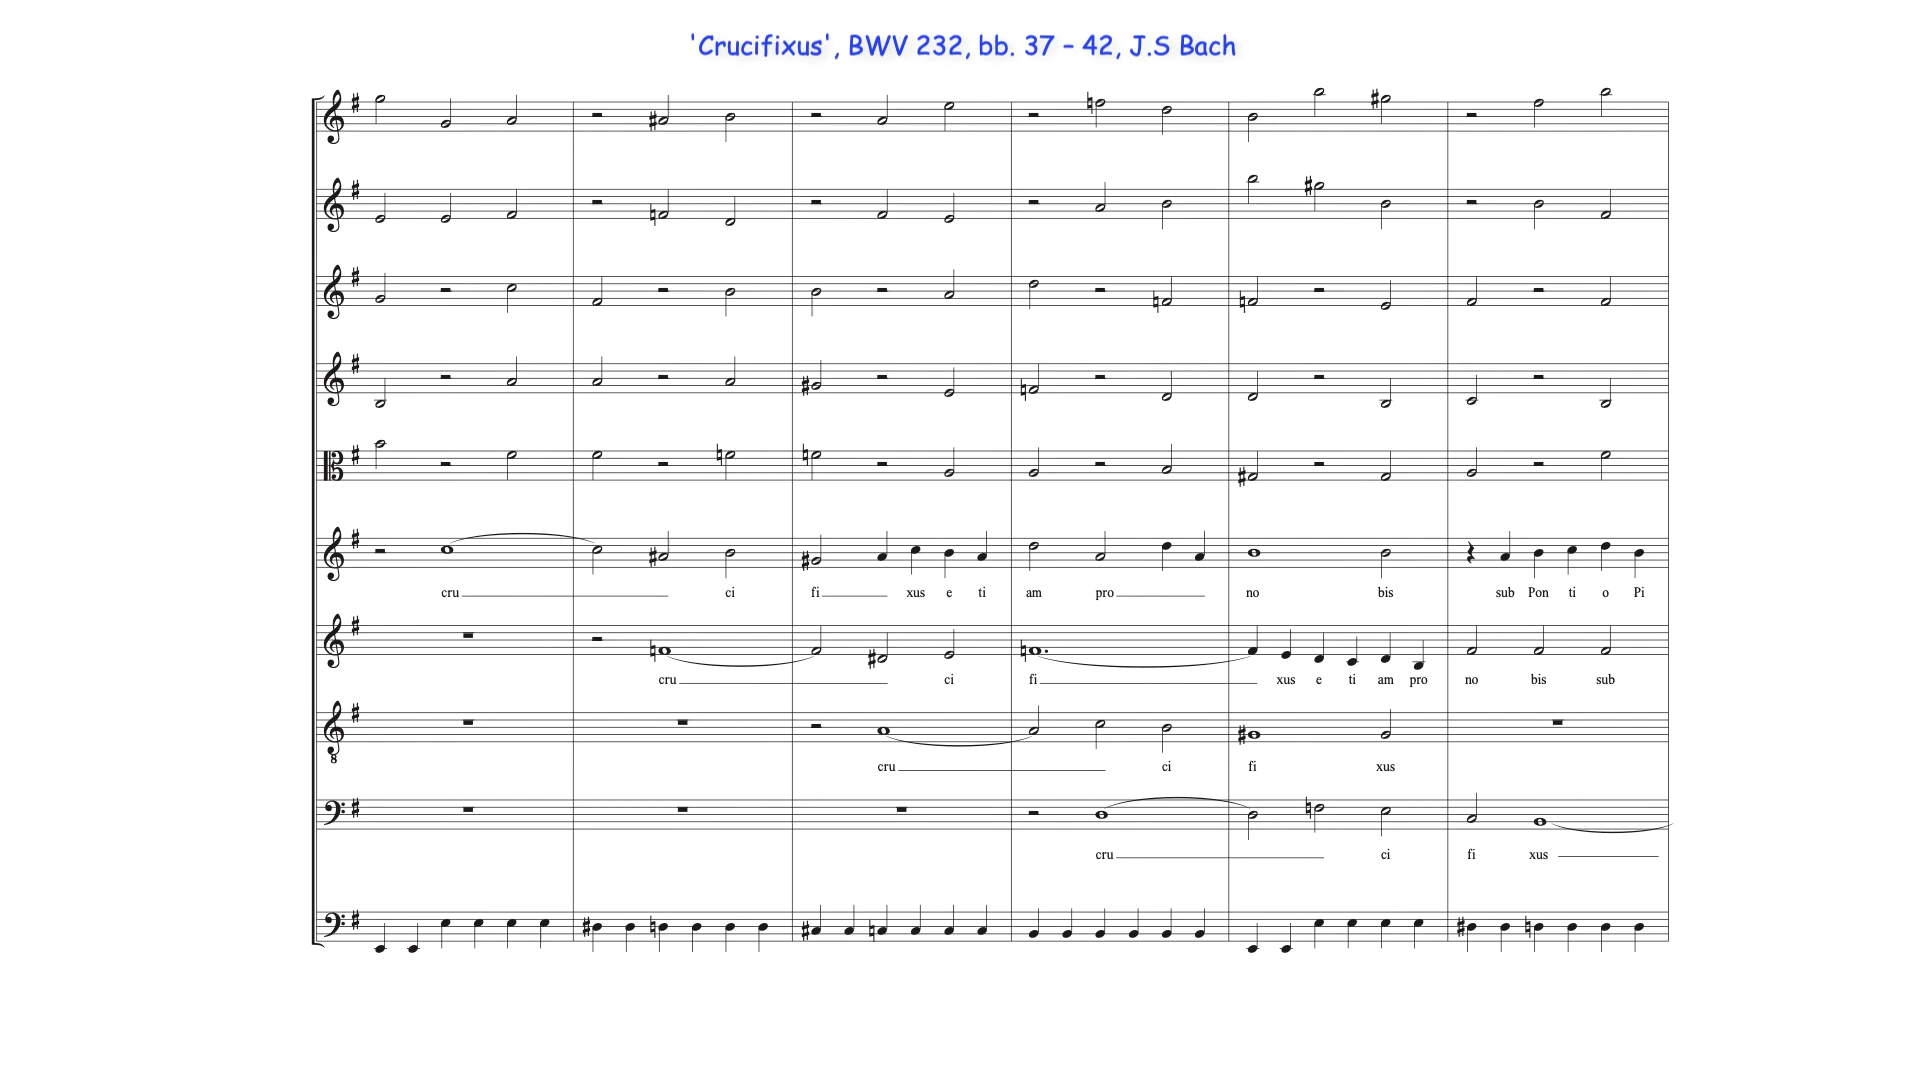 'Crucifixus', BWV 232, bb. 37 – 42, J.S Bach
cru ci fi xus e ti am pro no bis sub Pon ti o Pi
cru ci fi xus e ti am pro no bis sub
8
cru ci fi xus
cru ci fi xus